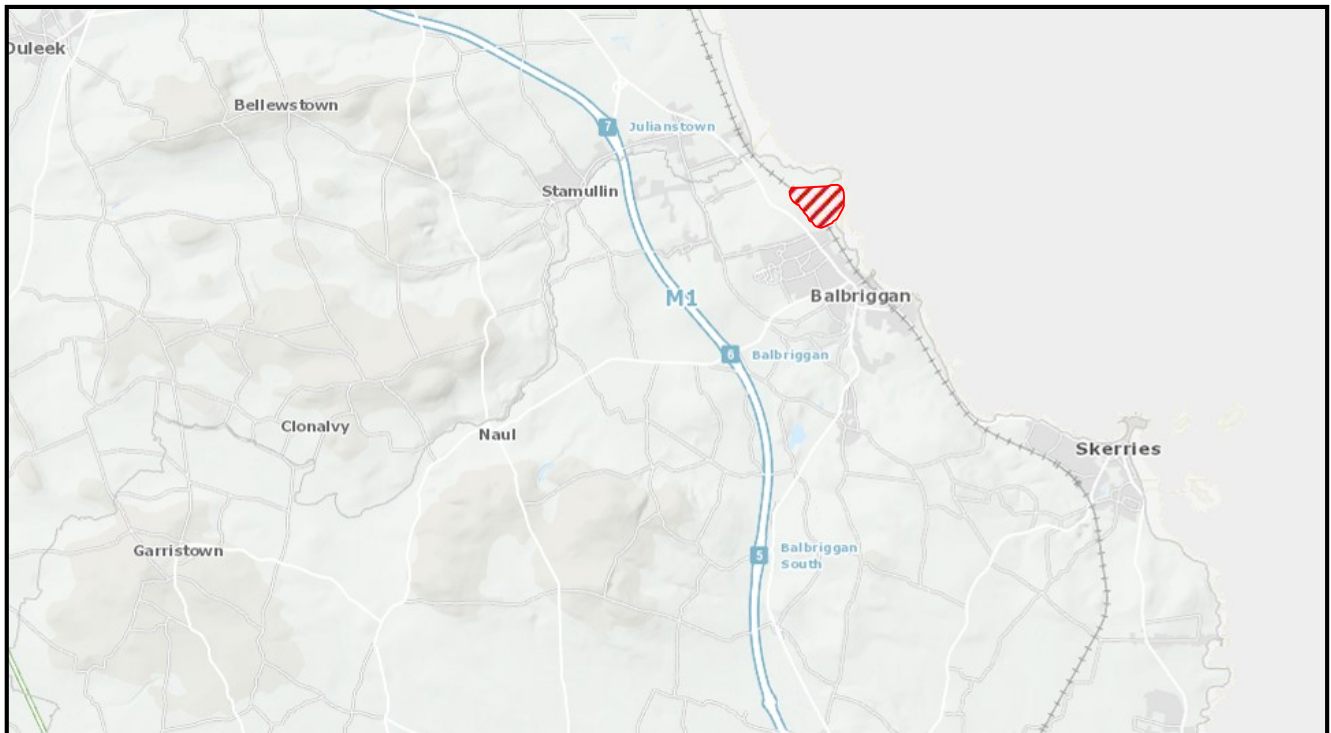 Duleek
Bellewstown
7 Julianstown
Stamullin
M1
Balbriggan
6 Balbriggan
Clonalvy
Naul
Skerries
Garristown
5 Balbriggan
South